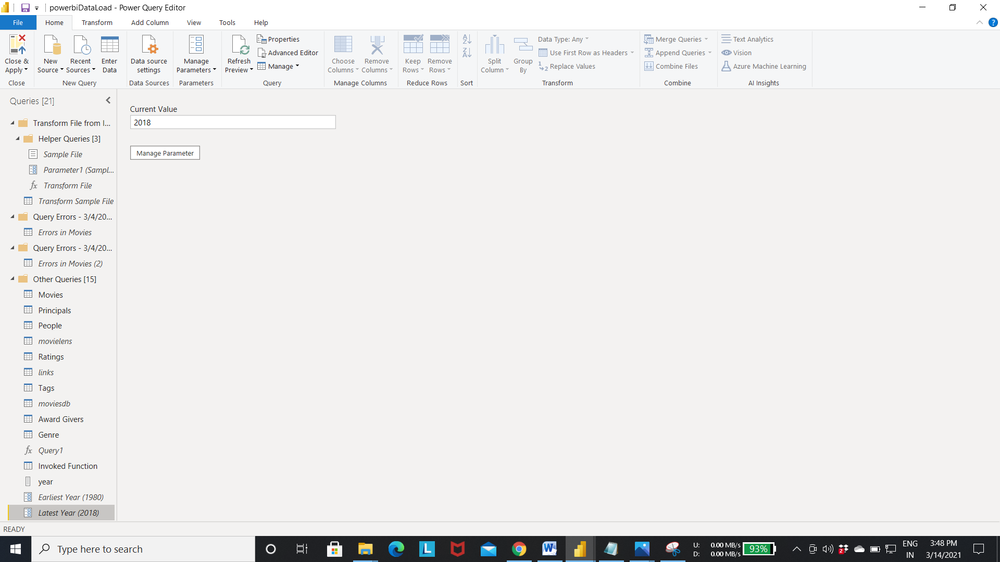 powerbiDataLoad - Power Query Editor
File Home Transform Add Column View Tools Help
Close & Apply
New Source
Recent Sources
Enter Data
Data source settings
Manage Parameters
Refresh Preview
Properties
Advanced Editor
Manage
Choose Columns
Remove Columns
Keep Rows
Remove Rows
Split Column
Group By
Data Type: Any
Use First Row as Headers
Replace Values
Merge Queries
Append Queries
Combine Files
Text Analytics
Vision
Azure Machine Learning
Close New Query Data Sources Parameters Query Manage Columns Reduce Rows Sort Transform Combine AI Insights
Queries [21]
Transform File from I...
Helper Queries [3]
Sample File
Parameter1 (Sampl...
fx Transform File
Transform Sample File
Query Errors - 3/4/20...
Errors in Movies
Query Errors - 3/4/20...
Errors in Movies (2)
Other Queries [15]
Movies
Principals
People
movielens
Ratings
links
Tags
moviesdb
Award Givers
Genre
fx Query1
Invoked Function
year
Earliest Year (1980)
Latest Year (2018)
Current Value
2018
Manage Parameter
READY
Type here to search
U: 0.00 MB/s
D: 0.00 MB/s
93%
2
ENG
IN
3:48 PM
3/14/2021